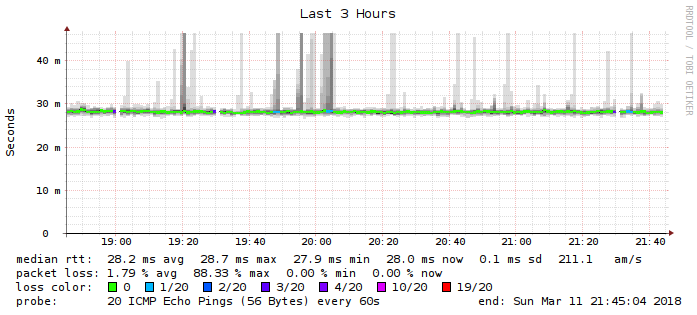 Last 3 Hours
RRDTOOL / TOBI OETIKER
Seconds
40 m
30 m
20 m
10 m
0
19:00 19:20 19:40 20:00 20:20 20:40 21:00 21:20 21:40
median rtt: 28.2 ms avg 28.7 ms max 27.9 ms min 28.0 ms now 0.1 ms sd 211.1 am/s
packet loss: 1.79 % avg 88.33 % max 0.00 % min 0.00 % now
loss color: 0 1/20 2/20 3/20 4/20 10/20 19/20
probe: 20 ICMP Echo Pings (56 Bytes) every 60s end: Sun Mar 11 21:45:04 2018